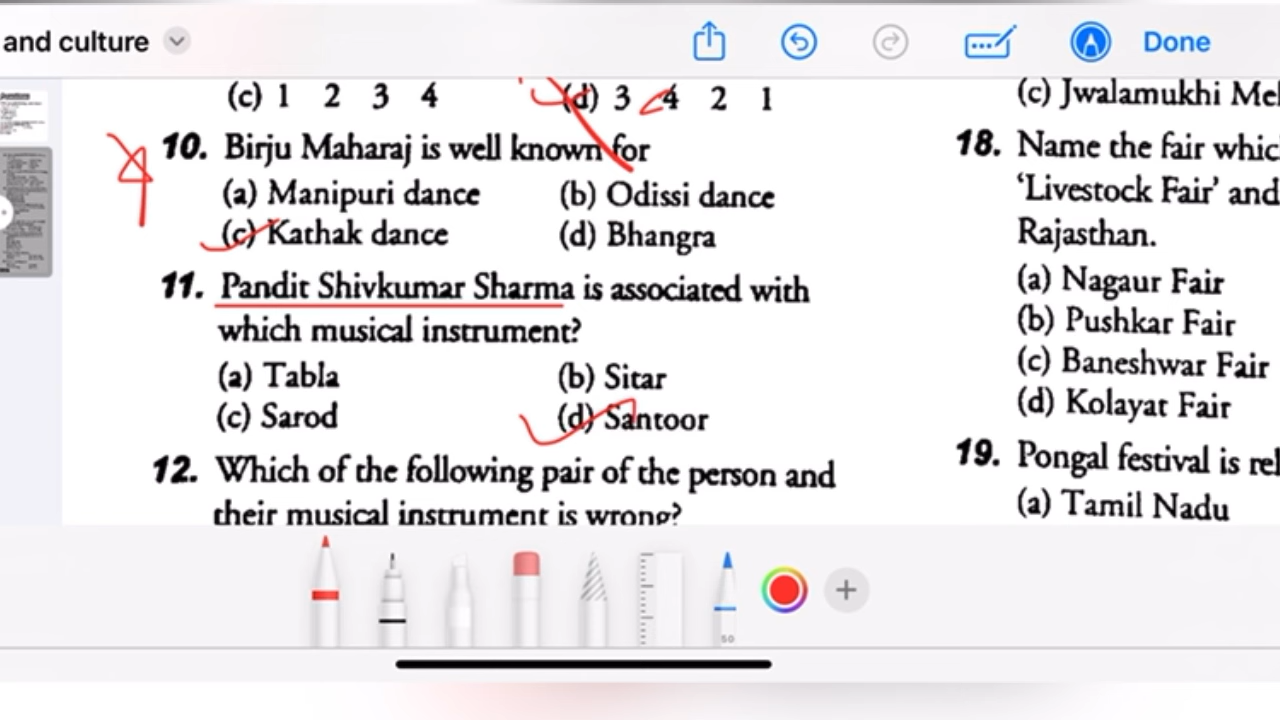 and culture
Done
(c) 1 2 3 4 (d) 3 4 2 1
10. Birju Maharaj is well known for
(a) Manipuri dance (b) Odissi dance
(c) Kathak dance (d) Bhangra
11. Pandit Shivkumar Sharma is associated with
which musical instrument?
(a) Tabla (b) Sitar
(c) Sarod (d) Santoor
12. Which of the following pair of the person and
their musical instrument is wrong?
(c) Jwalamukhi Mel
18. Name the fair whic
'Livestock Fair' and
Rajasthan.
(a) Nagaur Fair
(b) Pushkar Fair
(c) Baneshwar Fair
(d) Kolayat Fair
19. Pongal festival is rel
(a) Tamil Nadu
50